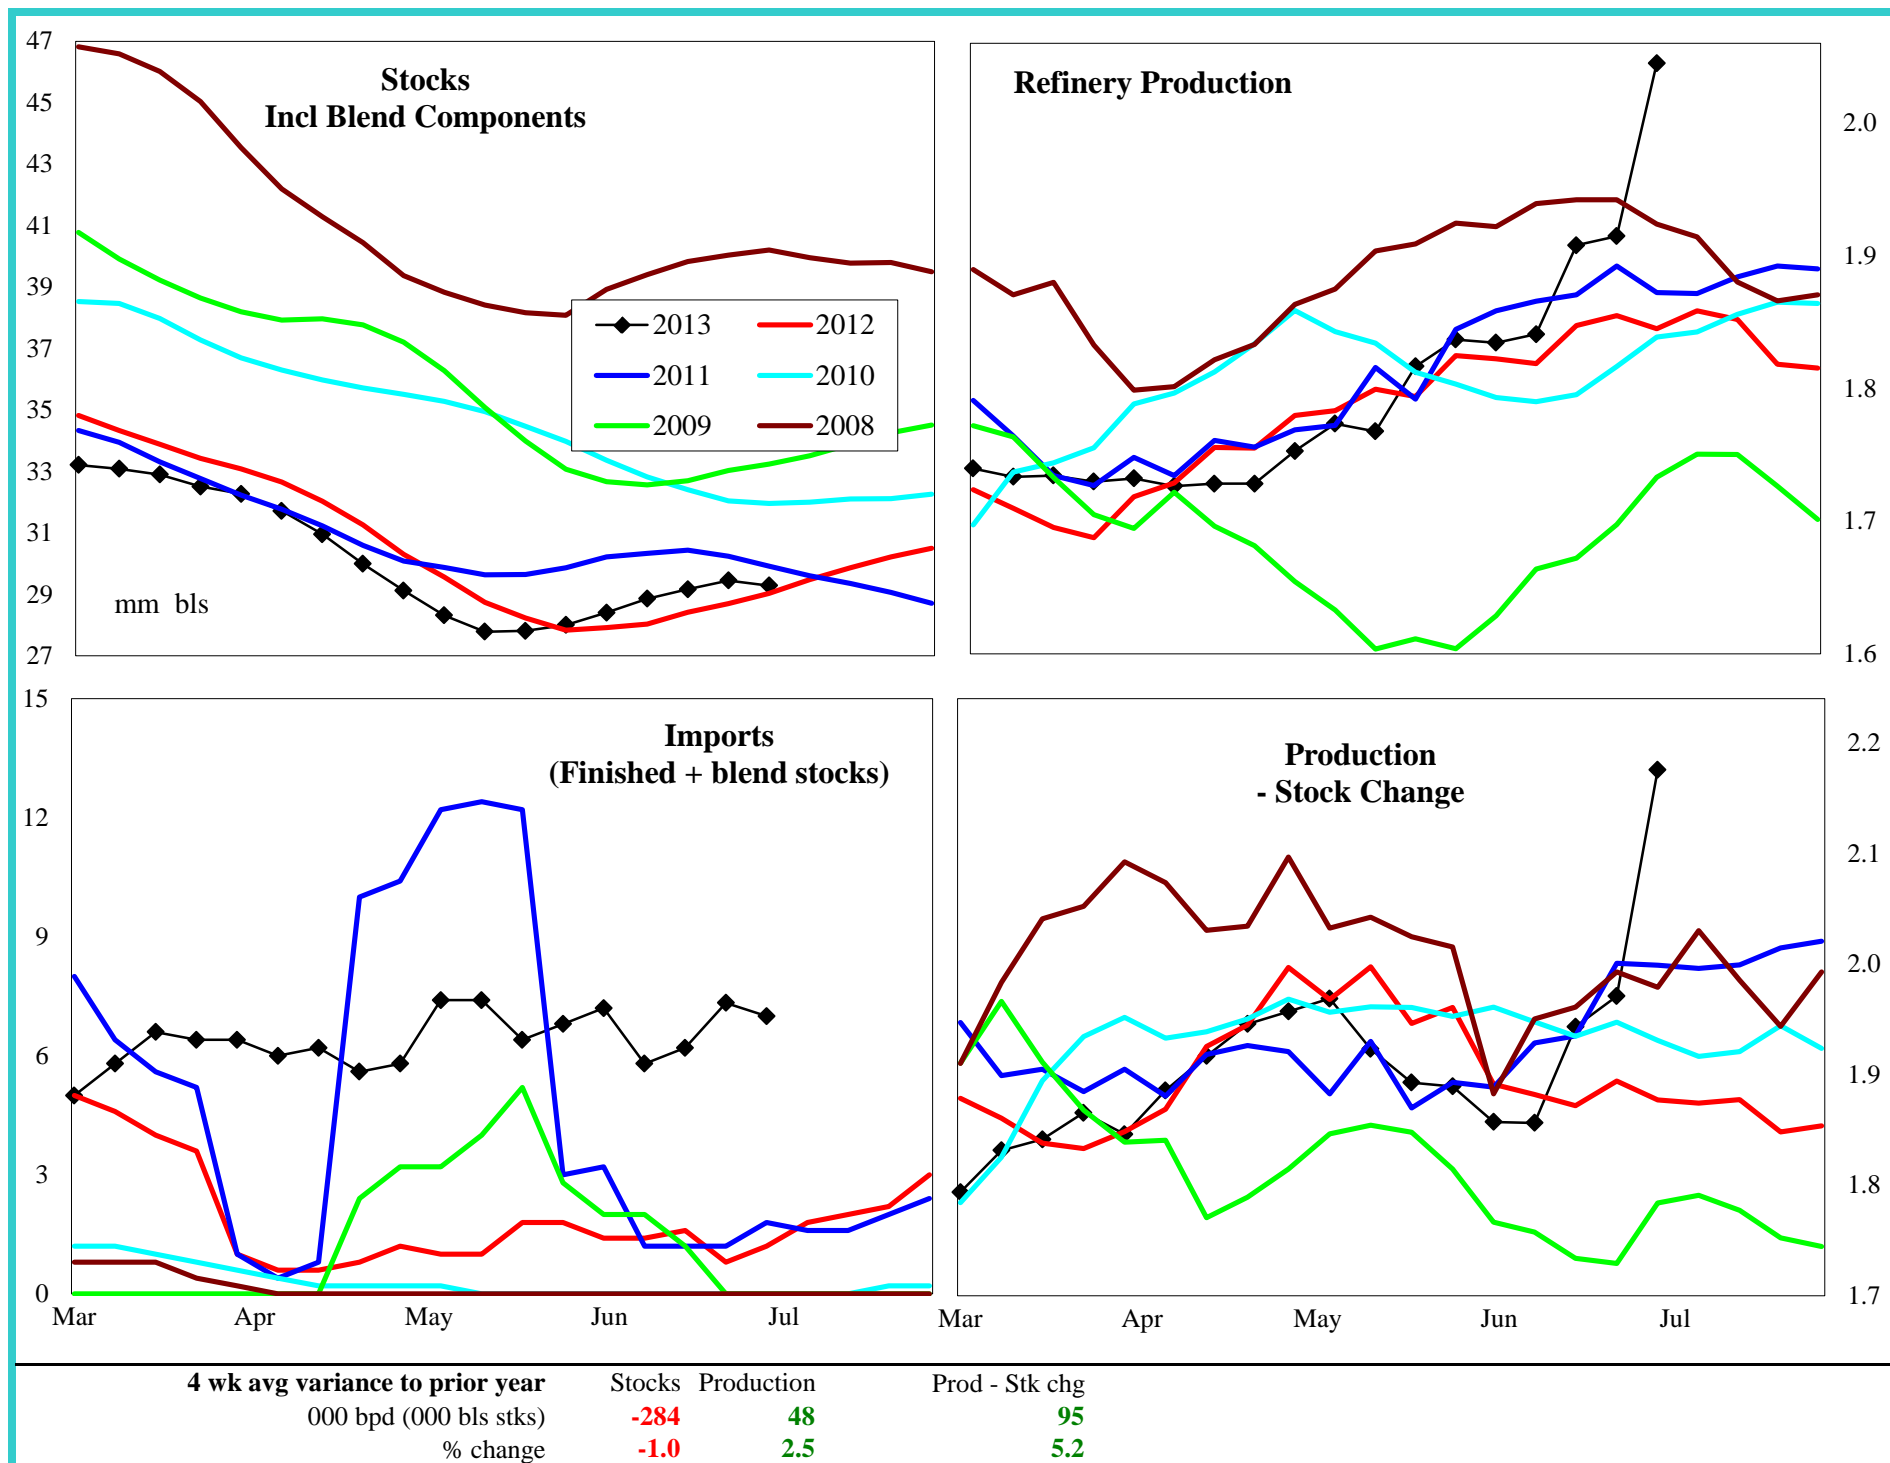 Stocks
Incl Blend Components
47
45
43
41
39
37
35
33
31
29
27
mm bls
2013
2012
2011
2010
2009
2008
Refinery Production
2.0
1.9
1.8
1.7
1.6
Imports
(Finished + blend stocks)
15
12
9
6
3
0
Mar
Apr
May
Jun
Jul
Production
- Stock Change
2.2
2.1
2.0
1.9
1.8
1.7
Mar
Apr
May
Jun
Jul
4 wk avg variance to prior year Stocks Production Prod - Stk chg
000 bpd (000 bls stks) -284 48 95
% change -1.0 2.5 5.2